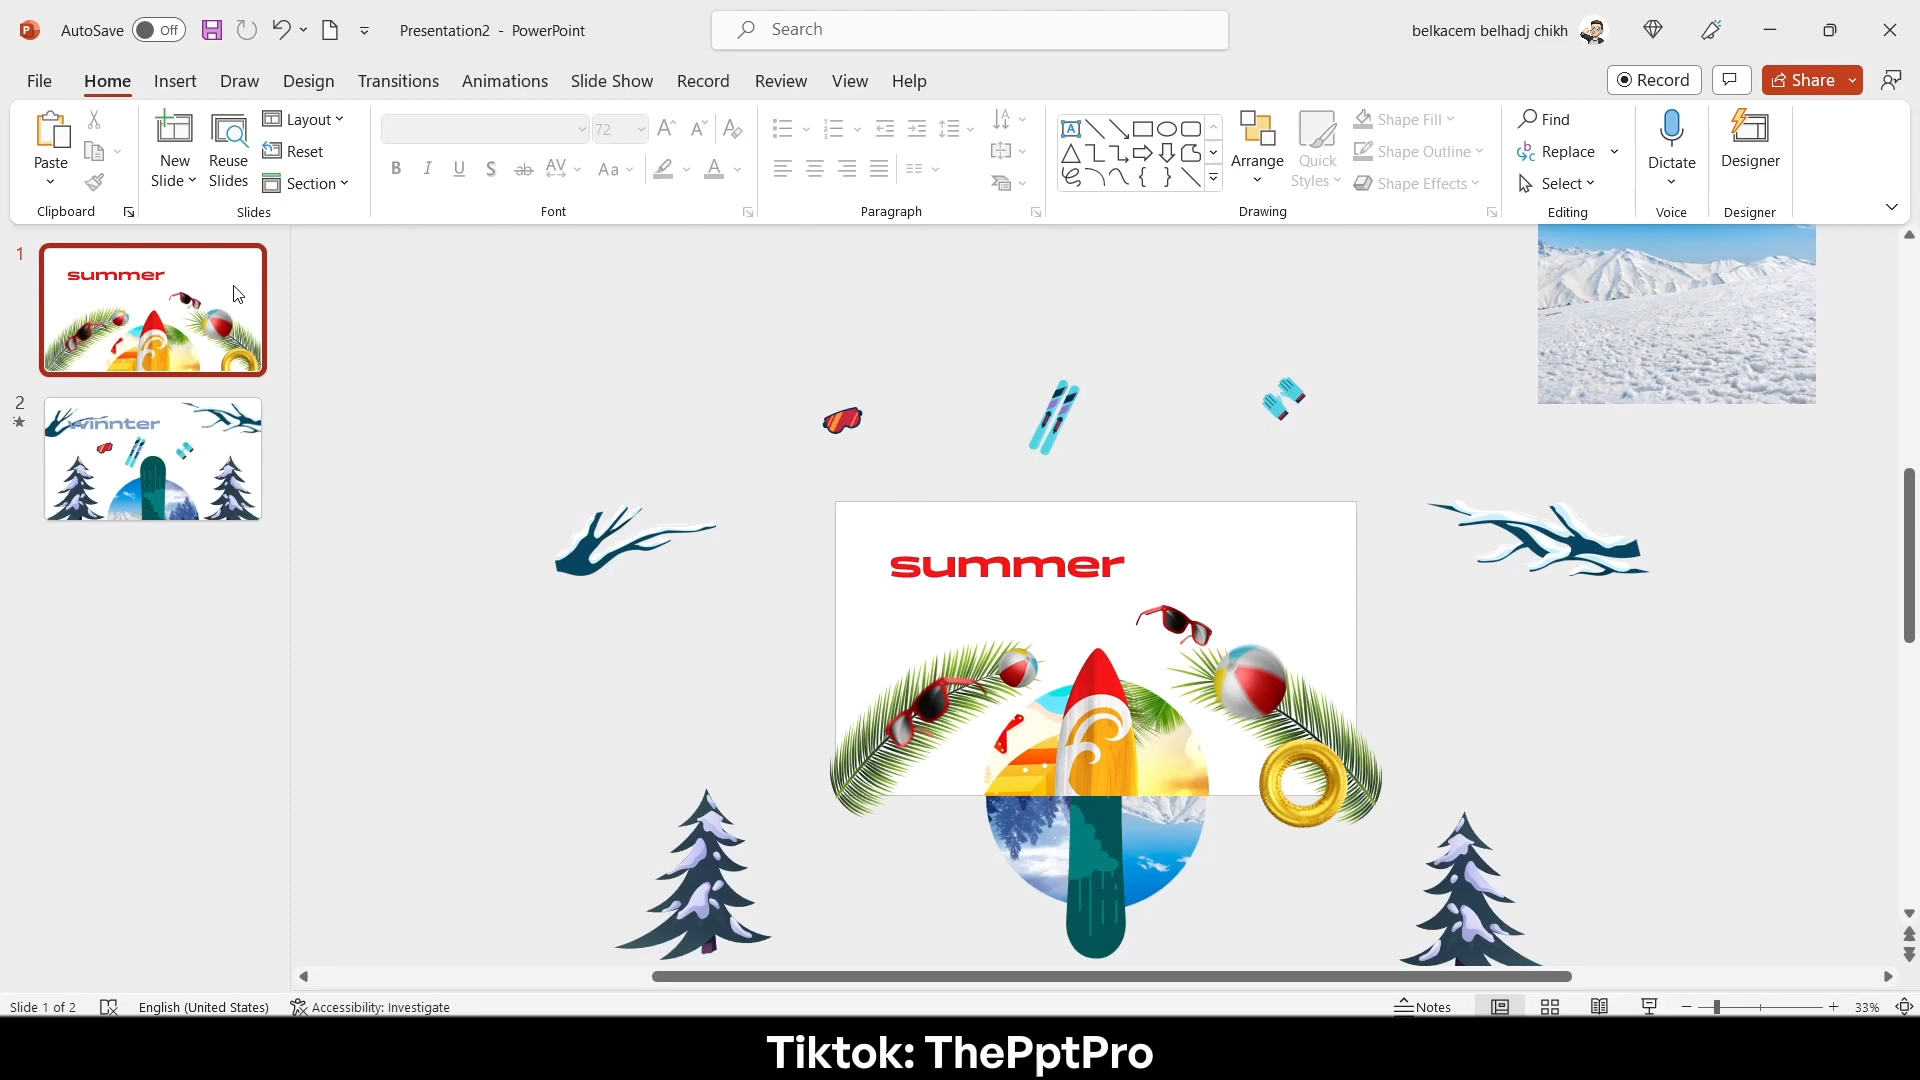 AutoSave Off Presentation2 - PowerPoint Search belkacem belhadj chikh
File Home Insert Draw Design Transitions Animations Slide Show Record Review View Help Record Share
Paste
New Slide
Reuse Slides
Layout
Reset
Section
72
B I U S ab AV Aa A
Arrange
Quick Styles
Shape Fill
Shape Outline
Shape Effects
Find
Replace
Select
Dictate
Designer
Clipboard Slides Font Paragraph Drawing Editing Voice Designer
1
summer
2
winnter
summer
Slide 1 of 2 English (United States) Accessibility: Investigate Notes 33%
Tiktok: ThePptPro